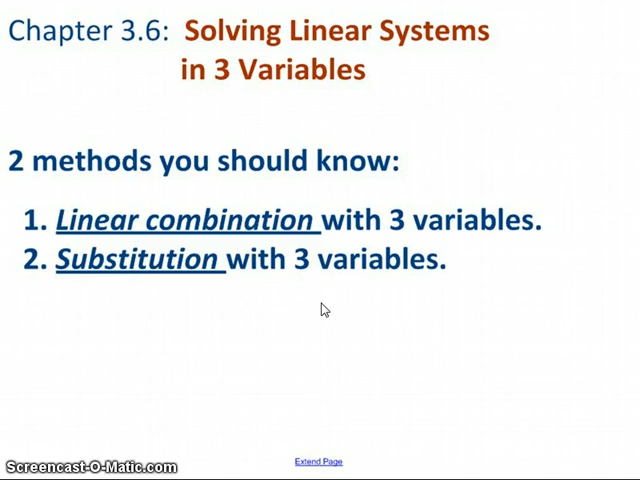 Chapter 3.6: Solving Linear Systems
in 3 Variables
2 methods you should know:
1. Linear combination with 3 variables.
2. Substitution with 3 variables.
Extend Page
Screencast-O-Matic.com